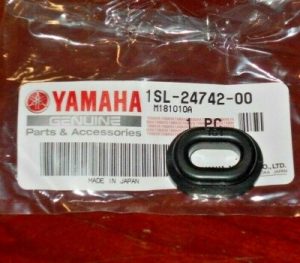 YAMAHA 1SL-24742-00
M181010A
GENUINE
Parts & Accessories
1 PC
MADE IN JAPAN